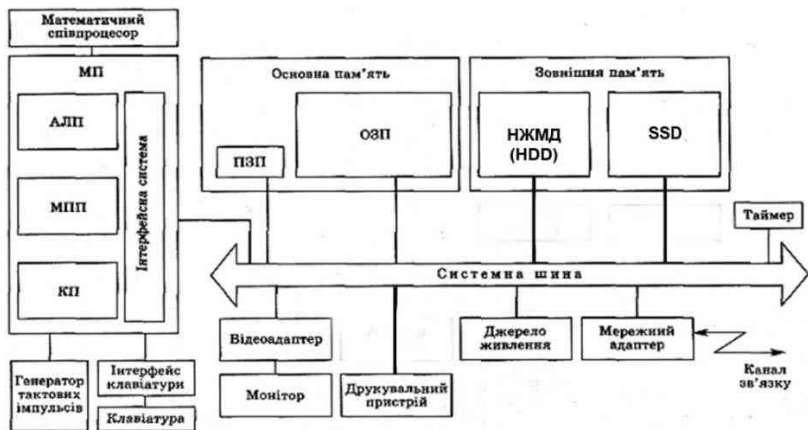 Математичний
співпроцесор
МП
АЛП
МПП
КП
Інтерфейсна система
Основна пам’ять
ПЗП
ОЗП
Зовнішня пам’ять
НЖМД
(HDD)
SSD
Таймер
Системна шина
Відеоадаптер
Монітор
Друкувальний
пристрій
Джерело
живлення
Мережний
адаптер
Канал
зв’язку
Генератор
тактових
імпульсів
Інтерфейс
клавіатури
Клавіатура